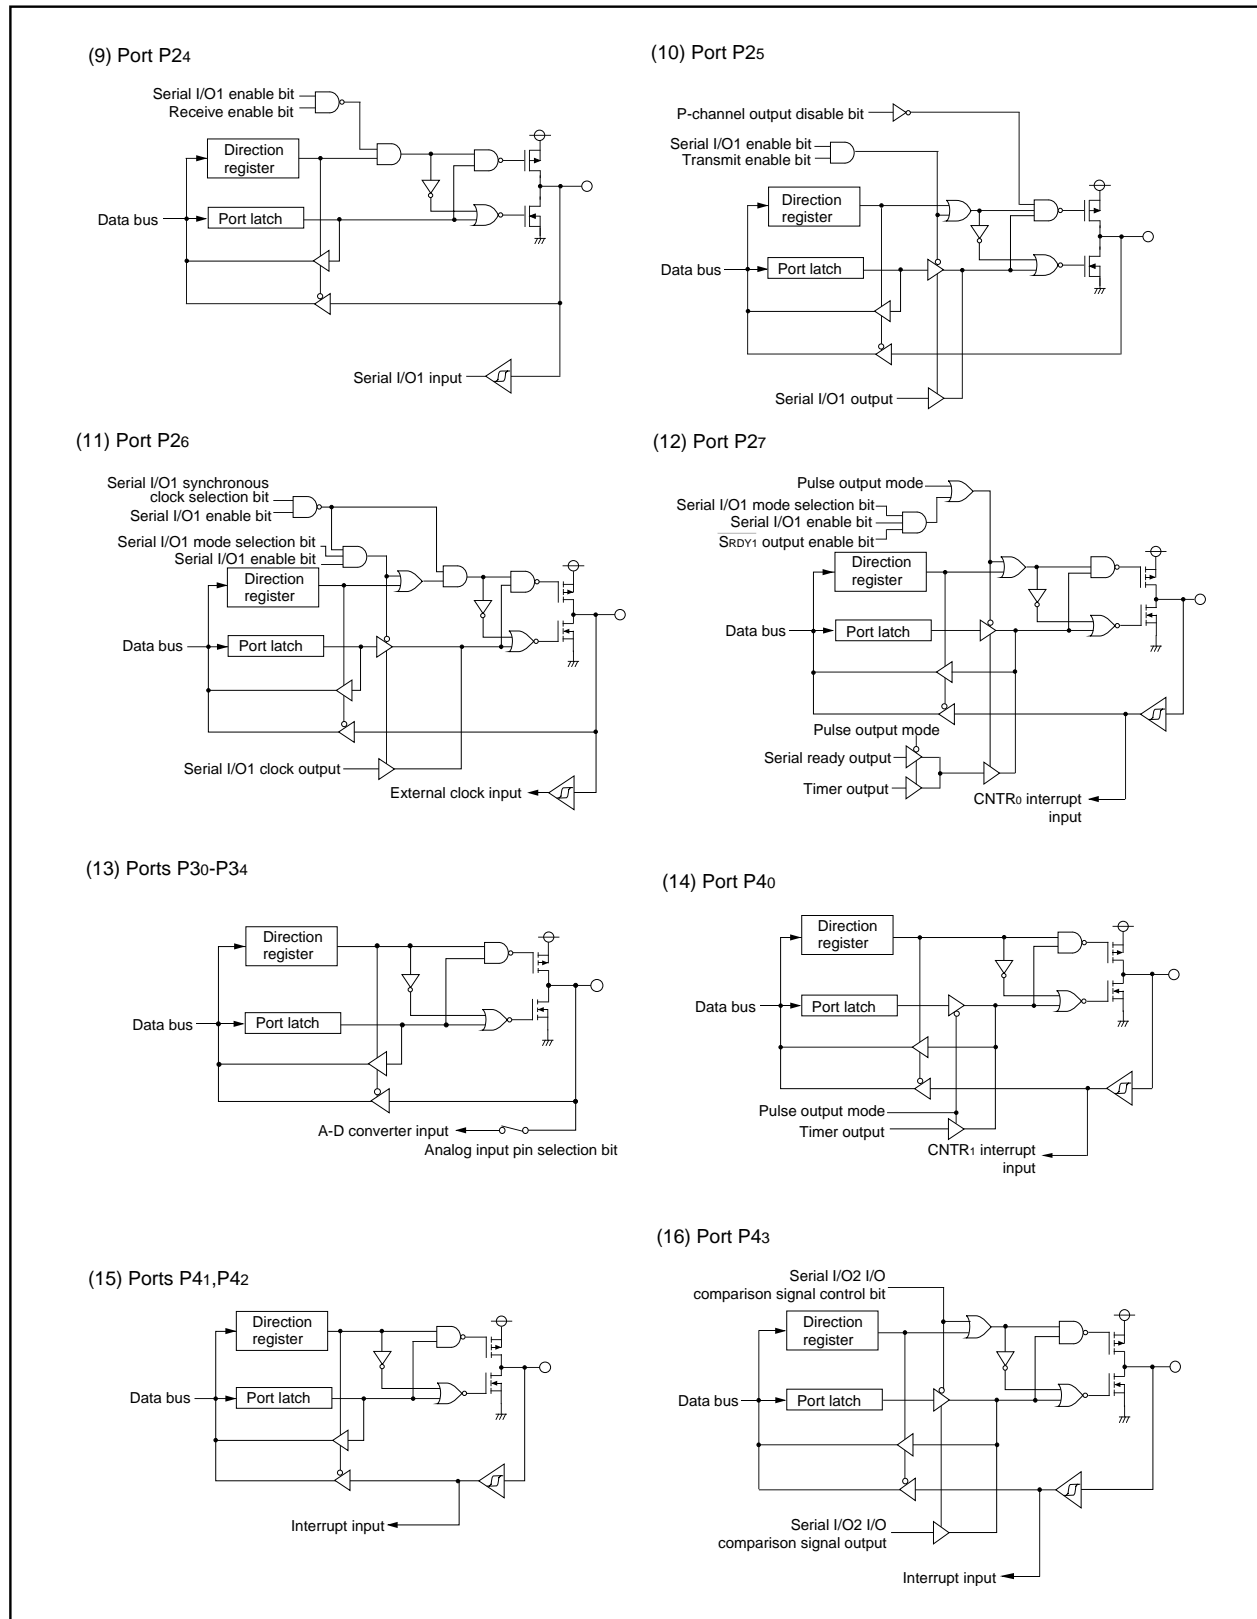 (9) Port P24
Serial I/O1 enable bit
Receive enable bit
Direction
register
Data bus
Port latch
Serial I/O1 input
(10) Port P25
P-channel output disable bit
Serial I/O1 enable bit
Transmit enable bit
Direction
register
Data bus
Port latch
Serial I/O1 output
(11) Port P26
Serial I/O1 synchronous
clock selection bit
Serial I/O1 enable bit
Serial I/O1 mode selection bit
Serial I/O1 enable bit
Direction
register
Data bus
Port latch
Serial I/O1 clock output
External clock input
(12) Port P27
Pulse output mode
Serial I/O1 mode selection bit
Serial I/O1 enable bit
SRDY1 output enable bit
Direction
register
Data bus
Port latch
Pulse output mode
Serial ready output
Timer output
CNTR0 interrupt
input
(13) Ports P30-P34
Direction
register
Data bus
Port latch
A-D converter input
Analog input pin selection bit
(14) Port P40
Direction
register
Data bus
Port latch
Pulse output mode
Timer output
CNTR1 interrupt
input
(15) Ports P41,P42
Direction
register
Data bus
Port latch
Interrupt input
(16) Port P43
Serial I/O2 I/O
comparison signal control bit
Direction
register
Data bus
Port latch
Serial I/O2 I/O
comparison signal output
Interrupt input